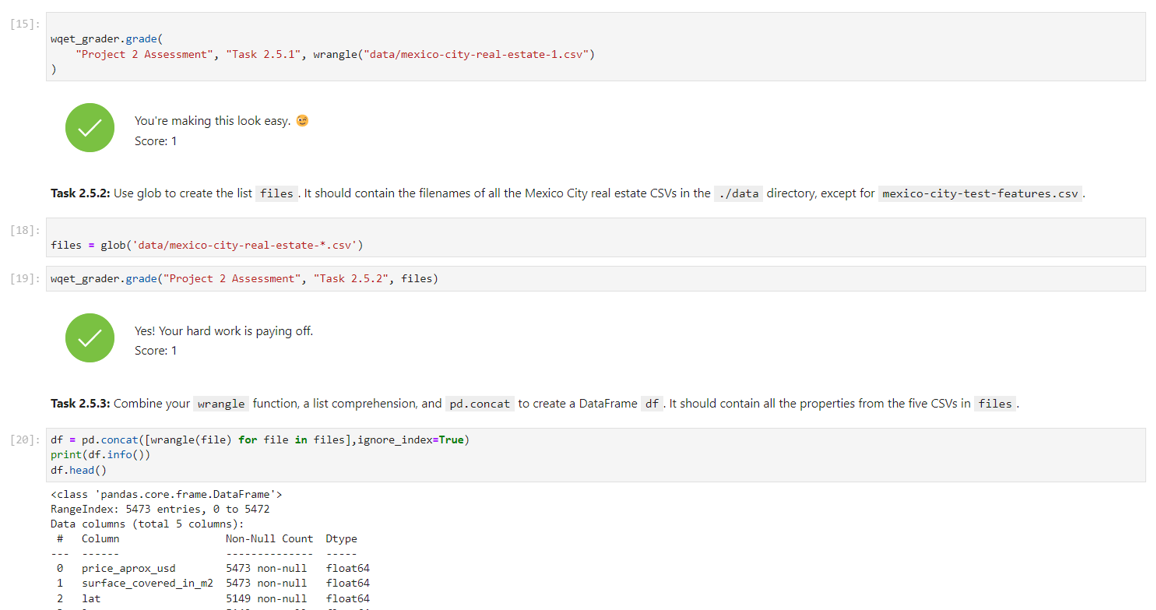 [15]:
wqet_grader.grade(
    "Project 2 Assessment", "Task 2.5.1", wrangle("data/mexico-city-real-estate-1.csv")
)
You're making this look easy. 😉
Score: 1
Task 2.5.2: Use glob to create the list files. It should contain the filenames of all the Mexico City real estate CSVs in the ./data directory, except for mexico-city-test-features.csv.
[18]:
files = glob('data/mexico-city-real-estate-*.csv')
[19]: wqet_grader.grade("Project 2 Assessment", "Task 2.5.2", files)
Yes! Your hard work is paying off.
Score: 1
Task 2.5.3: Combine your wrangle function, a list comprehension, and pd.concat to create a DataFrame df. It should contain all the properties from the five CSVs in files.
[20]: df = pd.concat([wrangle(file) for file in files],ignore_index=True)
print(df.info())
df.head()
<class 'pandas.core.frame.DataFrame'>
RangeIndex: 5473 entries, 0 to 5472
Data columns (total 5 columns):
 #   Column                 Non-Null Count  Dtype
---  ------                 --------------  -----
 0   price_aprox_usd        5473 non-null   float64
 1   surface_covered_in_m2  5473 non-null   float64
 2   lat                    5149 non-null   float64